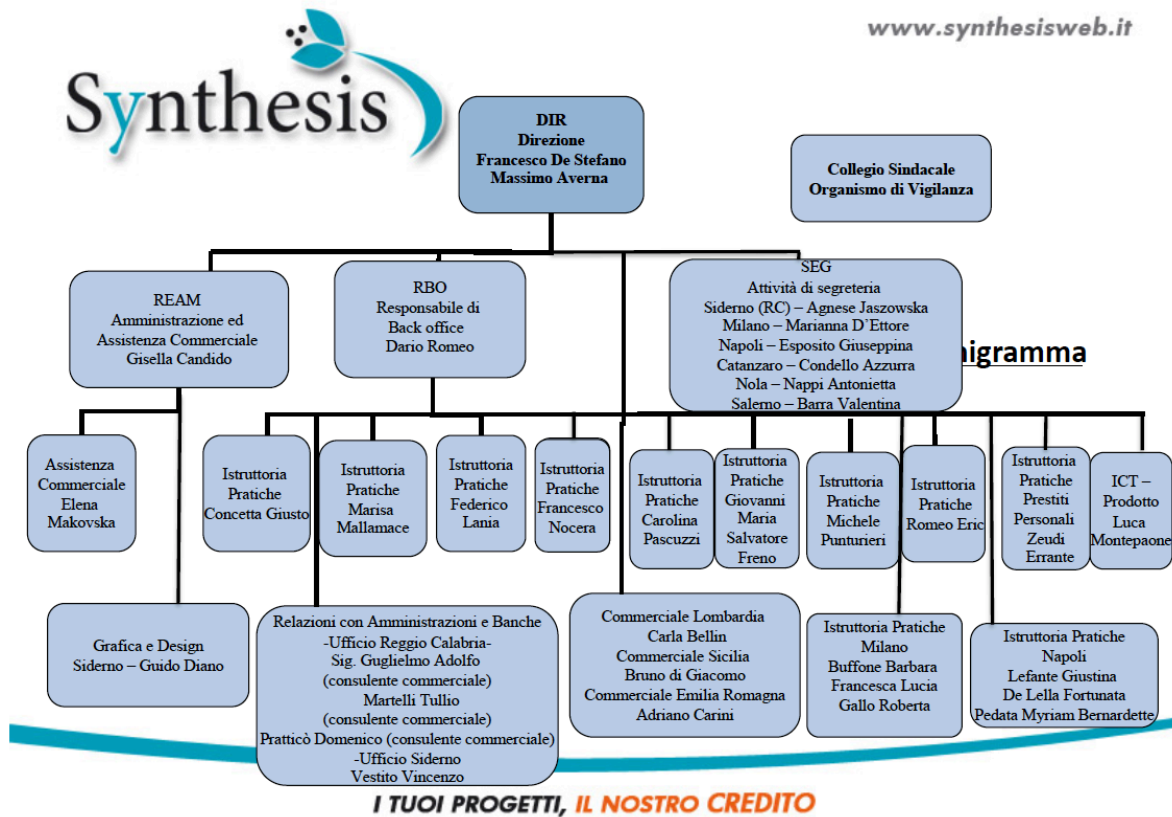 www.synthesisweb.it
Synthesis
DIR
Direzione
Francesco De Stefano
Massimo Averna
Collegio Sindacale
Organismo di Vigilanza
REAM
Amministrazione ed
Assistenza Commerciale
Gisella Candido
RBO
Responsabile di
Back office
Dario Romeo
SEG
Attività di segreteria
Siderno (RC) – Agnese Jaszowska
Milano – Marianna D`Ettore
Napoli – Esposito Giuseppina
Catanzaro – Condello Azzurra
Nola – Nappi Antonietta
Salerno – Barra Valentina
nigramma
Assistenza
Commerciale
Elena
Makovska
Istruttoria
Pratiche
Concetta Giusto
Istruttoria
Pratiche
Marisa
Mallamace
Istruttoria
Pratiche
Federico
Lania
Istruttoria
Pratiche
Francesco
Nocera
Istruttoria
Pratiche
Carolina
Pascuzzi
Istruttoria
Pratiche
Giovanni
Maria
Salvatore
Freno
Istruttoria
Pratiche
Michele
Punturieri
Istruttoria
Pratiche
Romeo Eric
Istruttoria
Pratiche
Prestiti
Personali
Zeudi
Errante
ICT –
Prodotto
Luca
Montepaone
Grafica e Design
Siderno – Guido Diano
Relazioni con Amministrazioni e Banche
-Ufficio Reggio Calabria-
Sig. Guglielmo Adolfo
(consulente commerciale)
Martelli Tullio
(consulente commerciale)
Pratticò Domenico (consulente commerciale)
-Ufficio Siderno
Vestito Vincenzo
Commerciale Lombardia
Carla Bellin
Commerciale Sicilia
Bruno di Giacomo
Commerciale Emilia Romagna
Adriano Carini
Istruttoria Pratiche
Milano
Buffone Barbara
Francesca Lucia
Gallo Roberta
Istruttoria Pratiche
Napoli
Lefante Giustina
De Lella Fortunata
Pedata Myriam Bernardette
I TUOI PROGETTI, IL NOSTRO CREDITO